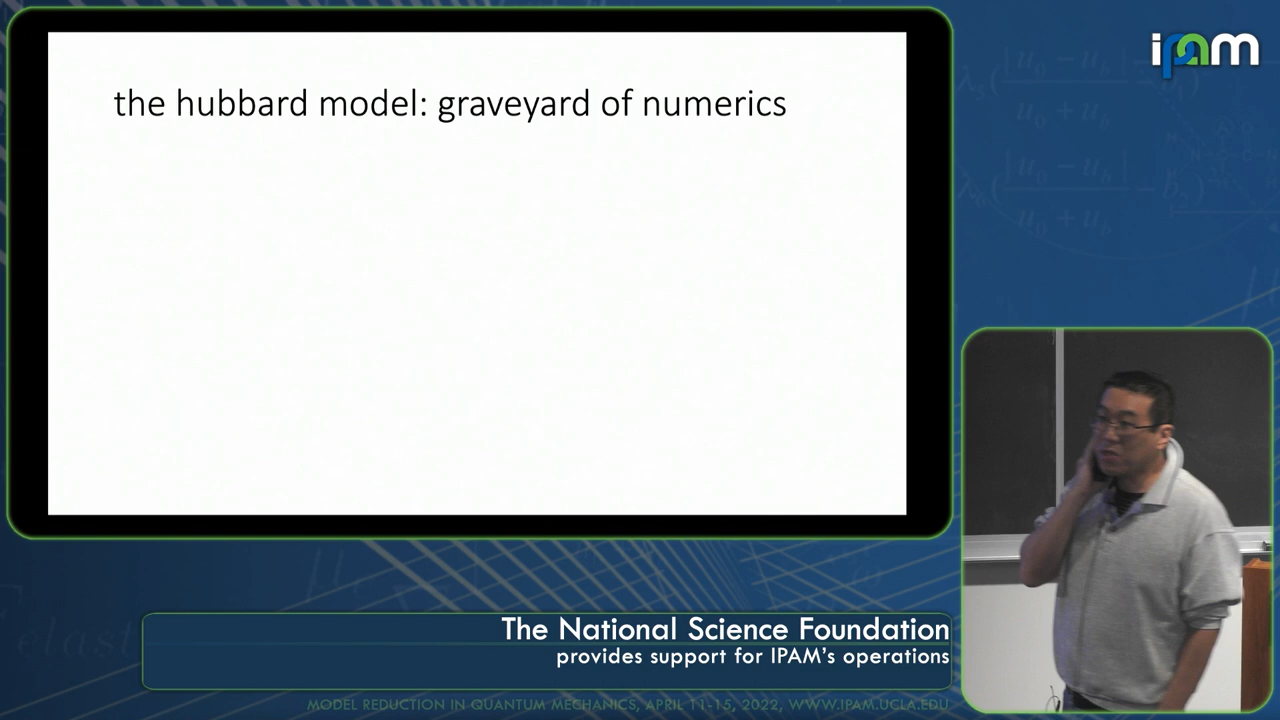 the hubbard model: graveyard of numerics
ipam
The National Science Foundation
provides support for IPAM's operations
MODEL REDUCTION IN QUANTUM MECHANICS, APRIL 11-15, 2022, WWW.IPAM.UCLA.EDU